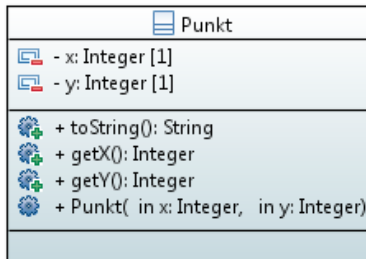 Punkt
- x: Integer [1]
- y: Integer [1]
+ toString(): String
+ getX(): Integer
+ getY(): Integer
+ Punkt( in x: Integer, in y: Integer)